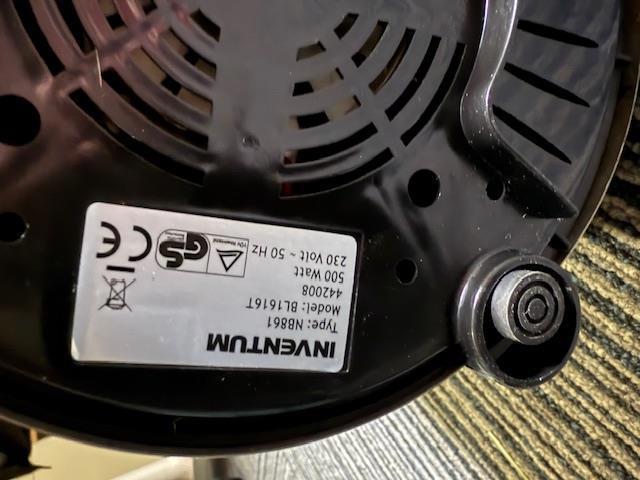 INVENTUM
Type: NB861
Model: BL1616T
442008
500 Watt
230 Volt ~ 50 Hz
GS
CE